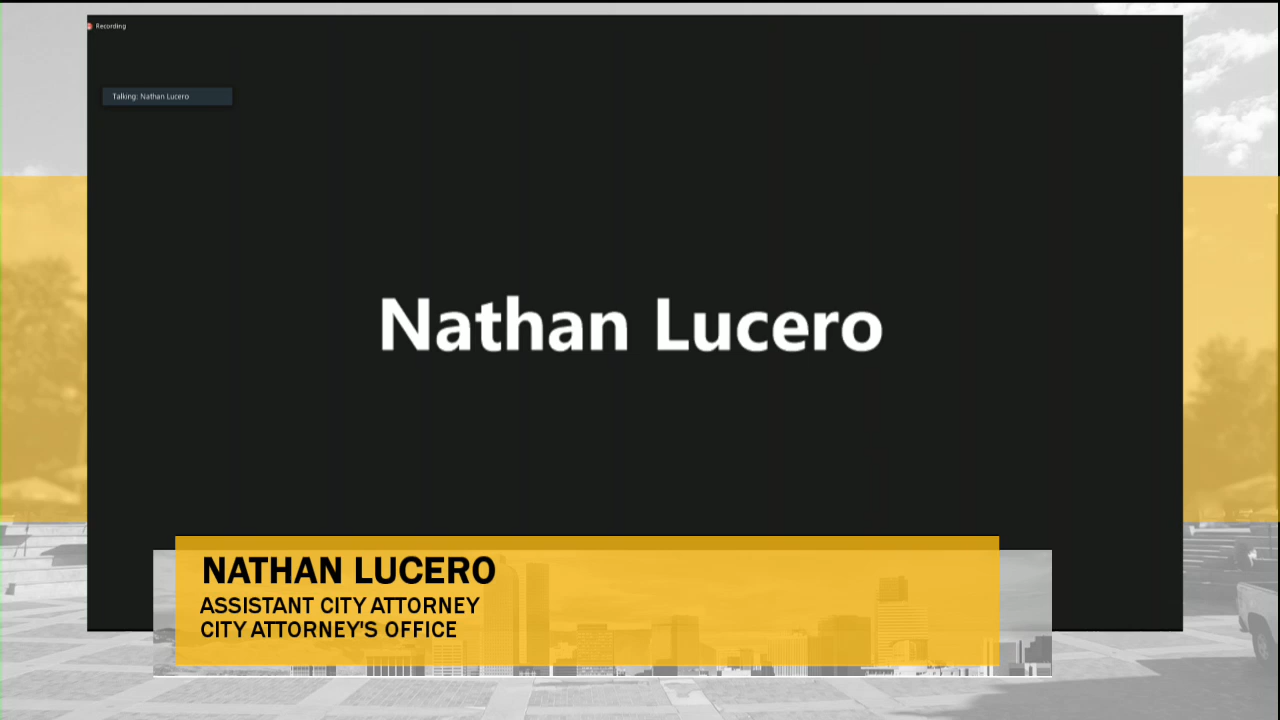 Recording
Talking: Nathan Lucero
Nathan Lucero
NATHAN LUCERO
ASSISTANT CITY ATTORNEY
CITY ATTORNEY'S OFFICE